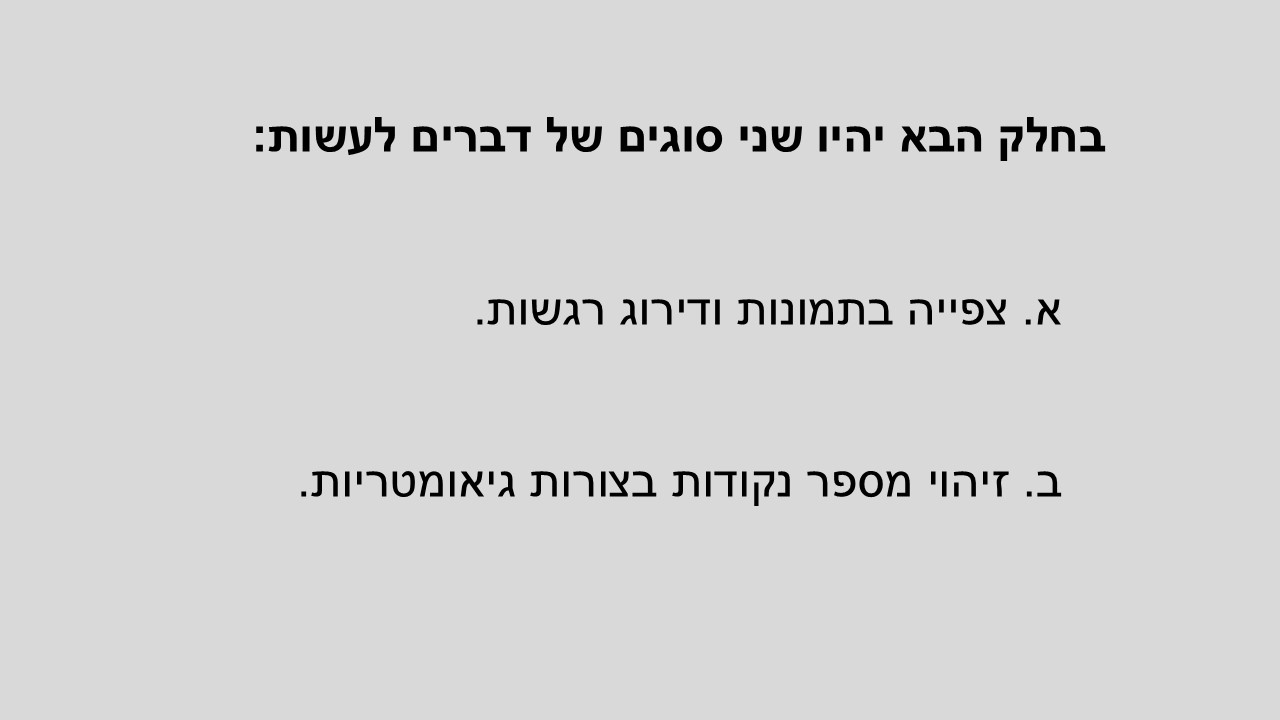 בחלק הבא יהיו שני סוגים של דברים לעשות:
א. צפייה בתמונות ודירוג רגשות.
ב. זיהוי מספר נקודות בצורות גיאומטריות.